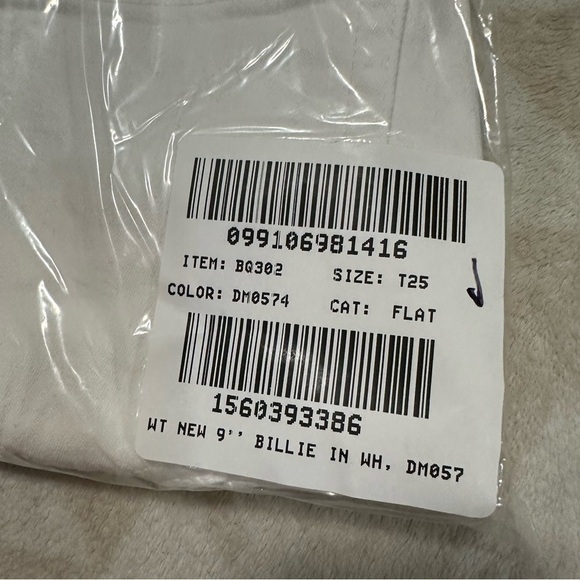 099106981416
ITEM: BQ302 SIZE: T25
COLOR: DM0574 CAT: FLAT
1560393386
WT NEW 9'' BILLIE IN WH, DM057